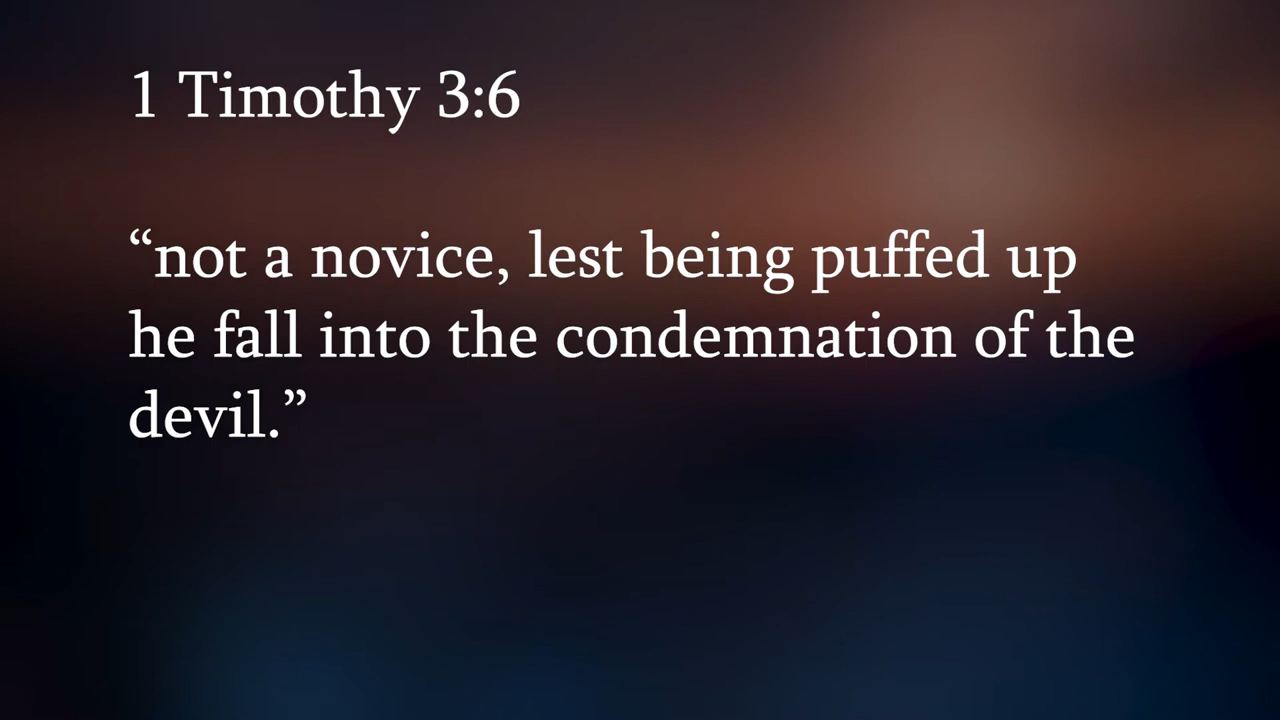 1 Timothy 3:6
“not a novice, lest being puffed up
he fall into the condemnation of the
devil.”